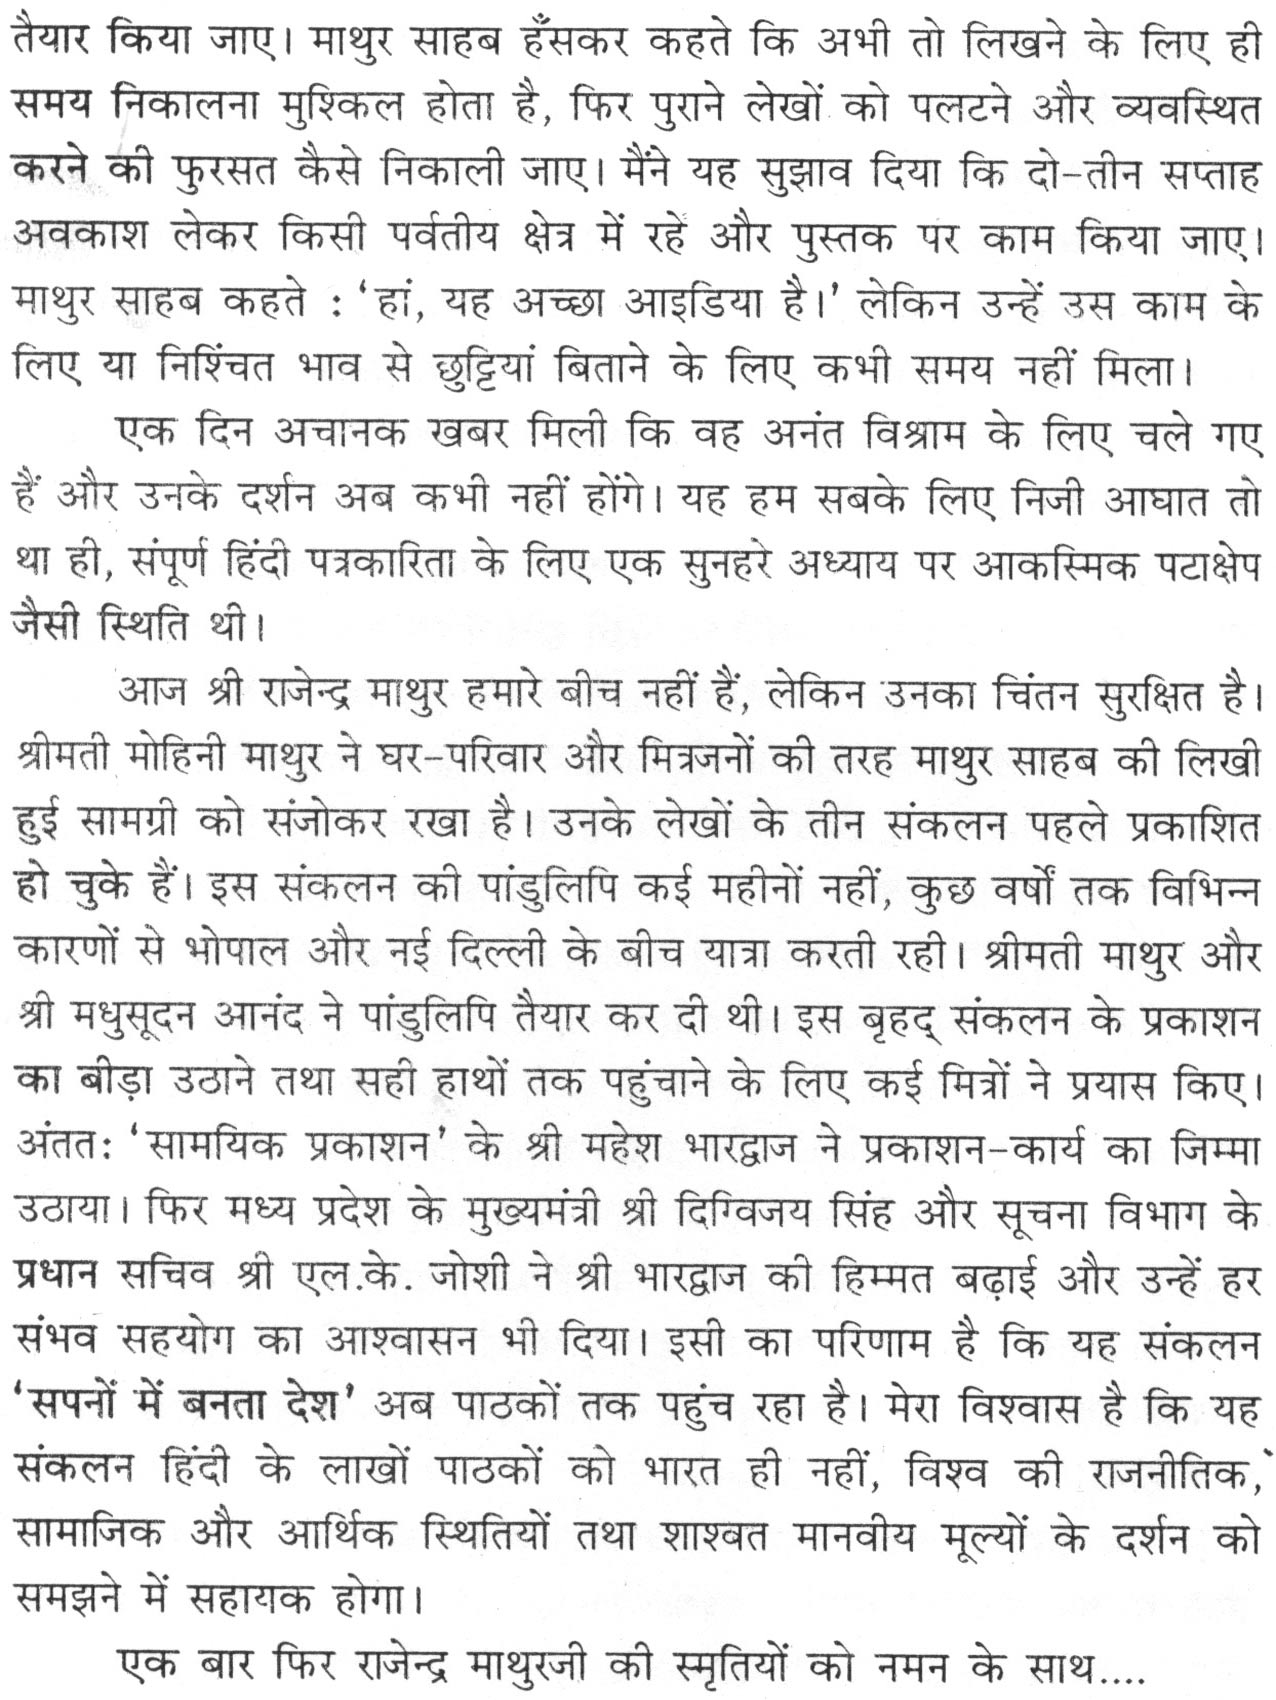 तैयार किया जाए। माथुर साहब हँसकर कहते कि अभी तो लिखने के लिए ही
समय निकालना मुश्किल होता है, फिर पुराने लेखों को पलटने और व्यवस्थित
करने की फुरसत कैसे निकाली जाए। मैंने यह सुझाव दिया कि दो-तीन सप्ताह
अवकाश लेकर किसी पर्वतीय क्षेत्र में रहें और पुस्तक पर काम किया जाए।
माथुर साहब कहते : ‘हां, यह अच्छा आइडिया है।’ लेकिन उन्हें उस काम के
लिए या निश्चिंत भाव से छुट्टियां बिताने के लिए कभी समय नहीं मिला।
एक दिन अचानक खबर मिली कि वह अनंत विश्राम के लिए चले गए
हैं और उनके दर्शन अब कभी नहीं होंगे। यह हम सबके लिए निजी आघात तो
था ही, संपूर्ण हिंदी पत्रकारिता के लिए एक सुनहरे अध्याय पर आकस्मिक पटाक्षेप
जैसी स्थिति थी।
आज श्री राजेन्द्र माथुर हमारे बीच नहीं हैं, लेकिन उनका चिंतन सुरक्षित है।
श्रीमती मोहिनी माथुर ने घर-परिवार और मित्रजनों की तरह माथुर साहब की लिखी
हुई सामग्री को संजोकर रखा है। उनके लेखों के तीन संकलन पहले प्रकाशित
हो चुके हैं। इस संकलन की पांडुलिपि कई महीनों नहीं, कुछ वर्षों तक विभिन्न
कारणों से भोपाल और नई दिल्ली के बीच यात्रा करती रही। श्रीमती माथुर और
श्री मधुसूदन आनंद ने पांडुलिपि तैयार कर दी थी। इस बृहद् संकलन के प्रकाशन
का बीड़ा उठाने तथा सही हाथों तक पहुंचाने के लिए कई मित्रों ने प्रयास किए।
अंतत: ‘सामयिक प्रकाशन’ के श्री महेश भारद्वाज ने प्रकाशन-कार्य का जिम्मा
उठाया। फिर मध्य प्रदेश के मुख्यमंत्री श्री दिग्विजय सिंह और सूचना विभाग के
प्रधान सचिव श्री एल.के. जोशी ने श्री भारद्वाज की हिम्मत बढ़ाई और उन्हें हर
संभव सहयोग का आश्वासन भी दिया। इसी का परिणाम है कि यह संकलन
‘सपनों में बनता देश’ अब पाठकों तक पहुंच रहा है। मेरा विश्वास है कि यह
संकलन हिंदी के लाखों पाठकों को भारत ही नहीं, विश्व की राजनीतिक,
सामाजिक और आर्थिक स्थितियों तथा शाश्वत मानवीय मूल्यों के दर्शन को
समझने में सहायक होगा।
एक बार फिर राजेन्द्र माथुरजी की स्मृतियों को नमन के साथ....